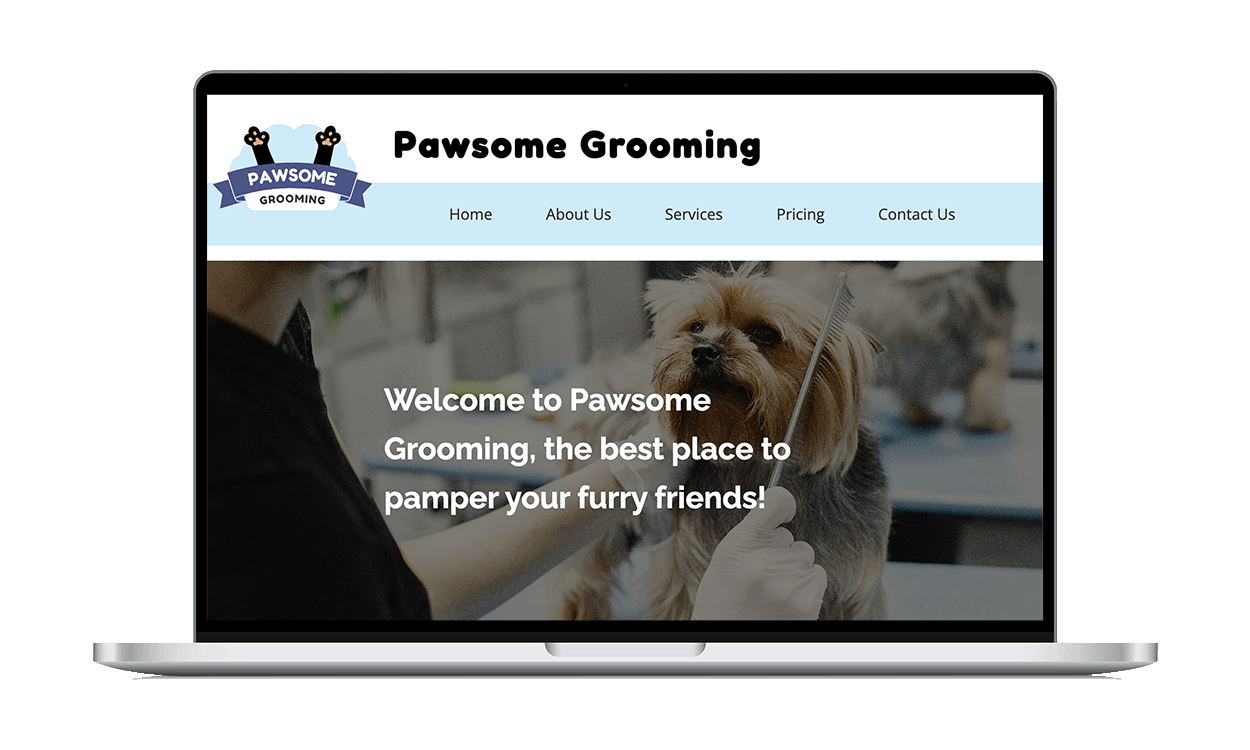 PAWSOME
GROOMING
Pawsome Grooming
Home About Us Services Pricing Contact Us
Welcome to Pawsome
Grooming, the best place to
pamper your furry friends!